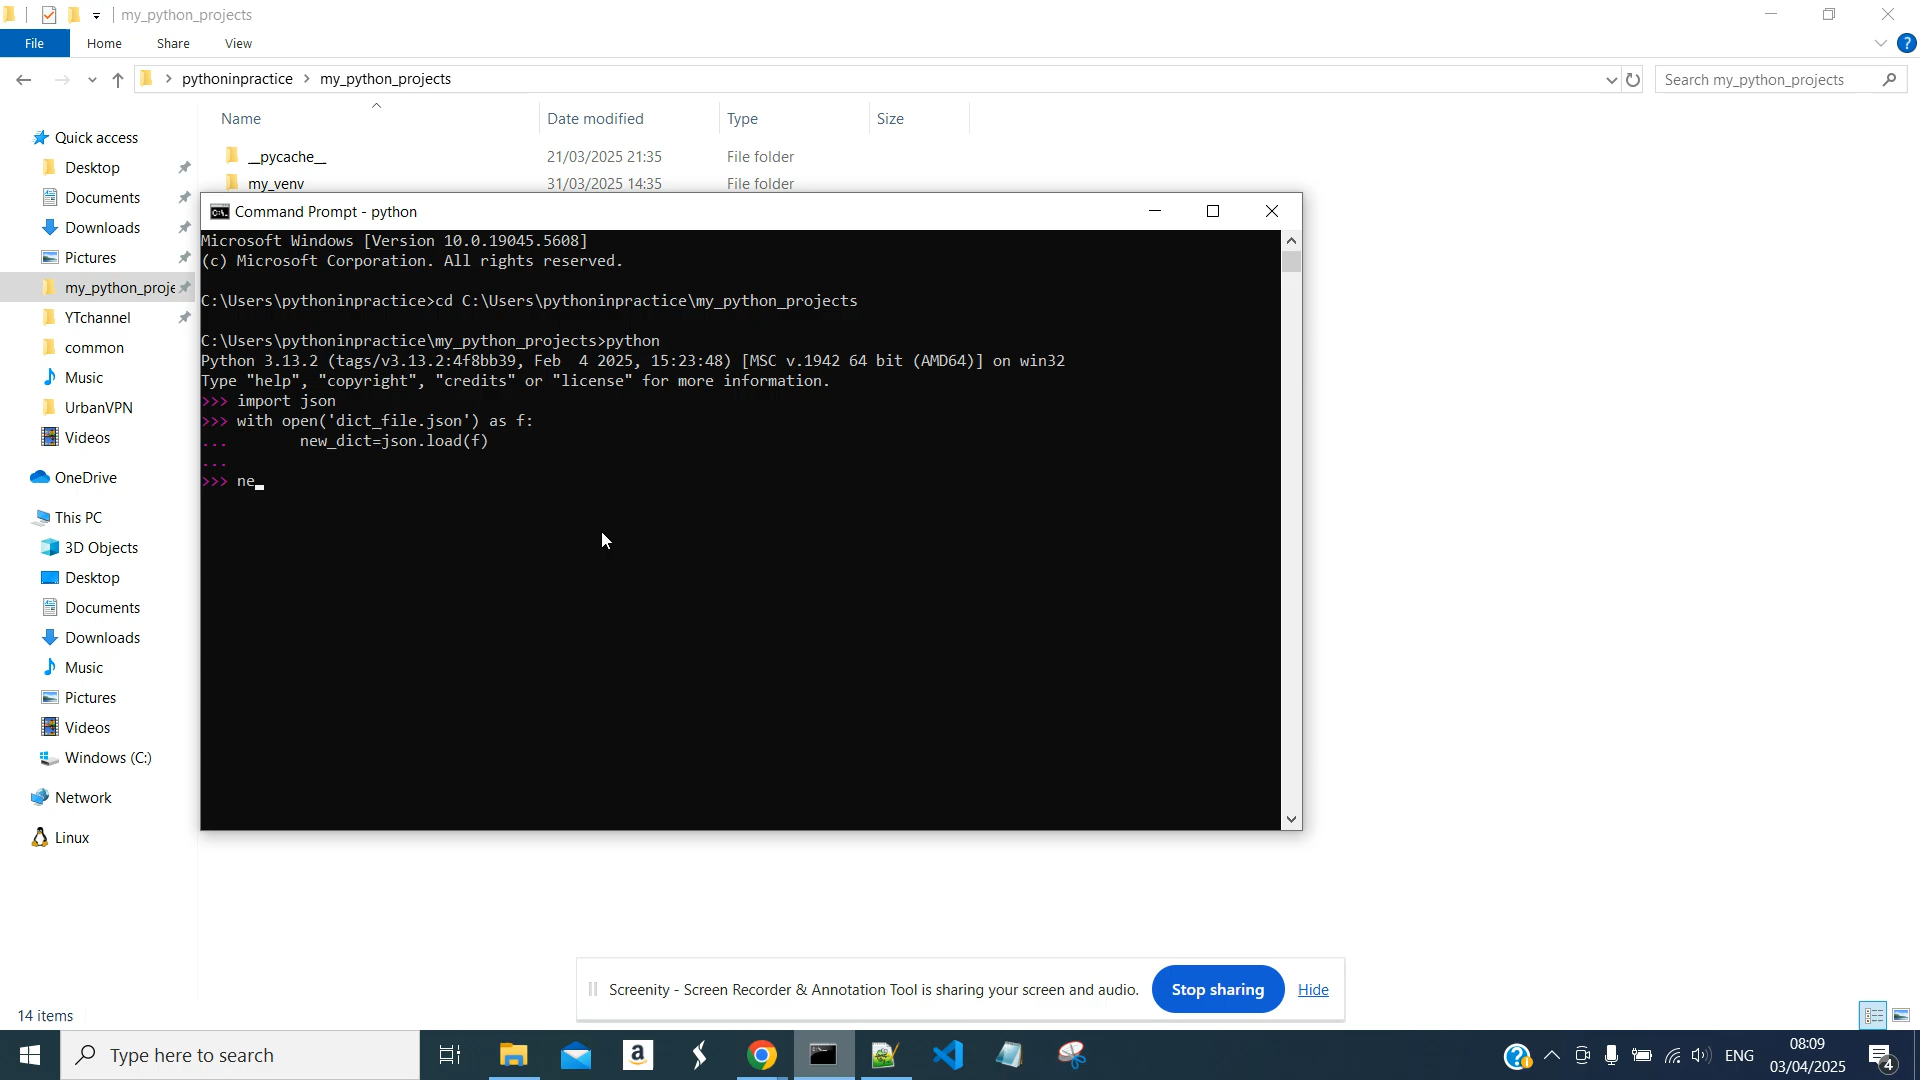 my_python_projects
File Home Share View
pythoninpractice my_python_projects
Search my_python_projects
Name Date modified Type Size
Quick access
Desktop
Documents
Downloads
Pictures
my_python_proje
YTchannel
common
Music
UrbanVPN
Videos
OneDrive
This PC
3D Objects
Desktop
Documents
Downloads
Music
Pictures
Videos
Windows (C:)
Network
Linux
__pycache__ 21/03/2025 21:35 File folder
my_venv 31/03/2025 14:35 File folder
Command Prompt - python
Microsoft Windows [Version 10.0.19045.5608]
(c) Microsoft Corporation. All rights reserved.
C:\Users\pythoninpractice>cd C:\Users\pythoninpractice\my_python_projects
C:\Users\pythoninpractice\my_python_projects>python
Python 3.13.2 (tags/v3.13.2:4f8bb39, Feb  4 2025, 15:23:48) [MSC v.1942 64 bit (AMD64)] on win32
Type "help", "copyright", "credits" or "license" for more information.
>>> import json
>>> with open('dict_file.json') as f:
...        new_dict=json.load(f)
...
>>> ne_
Screenity - Screen Recorder & Annotation Tool is sharing your screen and audio. Stop sharing Hide
14 items
Type here to search
ENG
08:09
03/04/2025
4